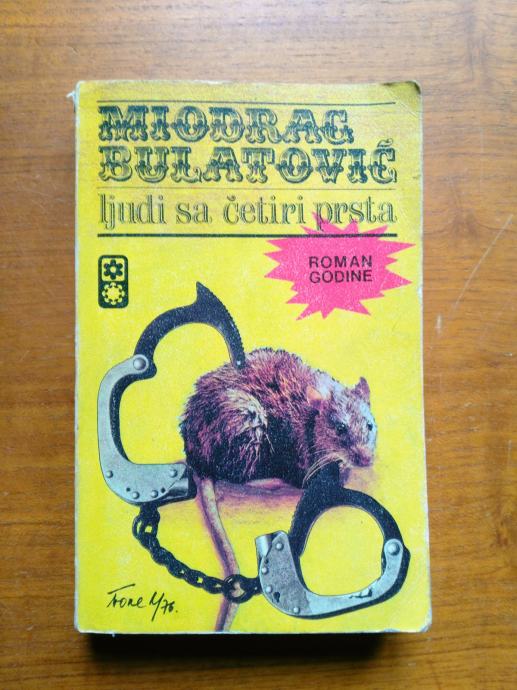 MIODRAG
BULATOVIĆ
ljudi sa četiri prsta
ROMAN
GODINE